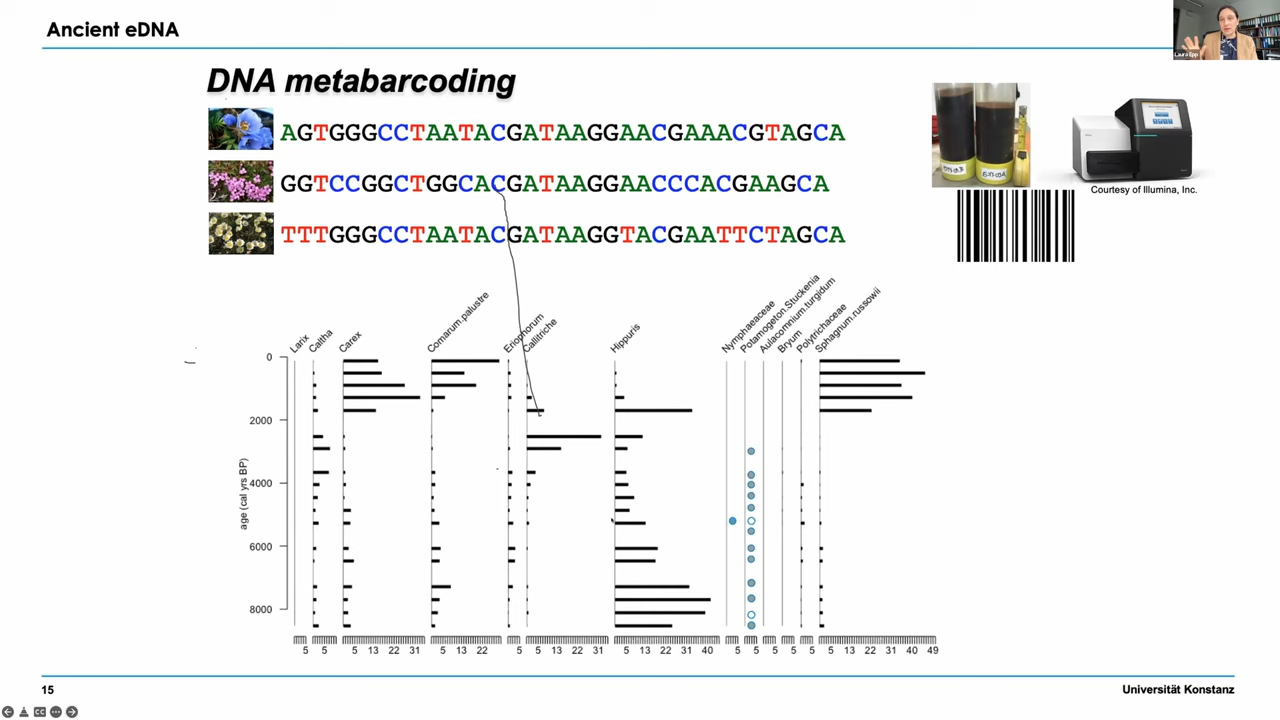 Ancient eDNA
Laura Epp
DNA metabarcoding
AGTGGGCCTAATACGATAAGGAACGAAACGTAGCA
GGTCCGGCTGGCACGATAAGGAACCCACGAAGCA
TTTGGGCCTAATACGATAAGGTACGAATTCTAGCA
Courtesy of Illumina, Inc.
Larix
Caltha
Carex
Comarum.palustre
Eriophorum
Callitriche
Hippuris
Nymphaeaceae
Potamogeton.Stuckenia
Aulacomnium.turgidum
Bryum
Polytrichaceae
Sphagnum.russowii
0
2000
4000
6000
8000
age (cal yrs BP)
5 5 5 13 22 31 5 13 22 5 5 13 22 31 5 13 22 31 40 5 5 5 5 5 5 13 22 31 40 49
15
Universität Konstanz